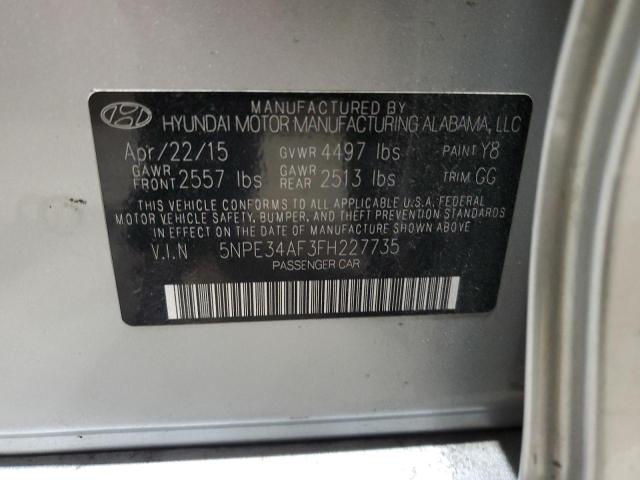 MANUFACTURED BY
HYUNDAI MOTOR MANUFACTURING ALABAMA, LLC
Apr/22/15 GVWR 4497 lbs PAINT Y8
GAWR FRONT 2557 lbs GAWR REAR 2513 lbs TRIM GG
THIS VEHICLE CONFORMS TO ALL APPLICABLE U.S.A. FEDERAL
MOTOR VEHICLE SAFETY, BUMPER, AND THEFT PREVENTION STANDARDS
IN EFFECT ON THE DATE OF MANUFACTURE SHOWN ABOVE.
V.I.N 5NPE34AF3FH227735
PASSENGER CAR